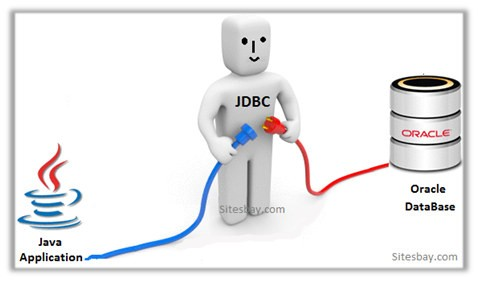 JDBC
ORACLE
Oracle
DataBase
Sitesbay.com
Java
Application
Sitesbay.com